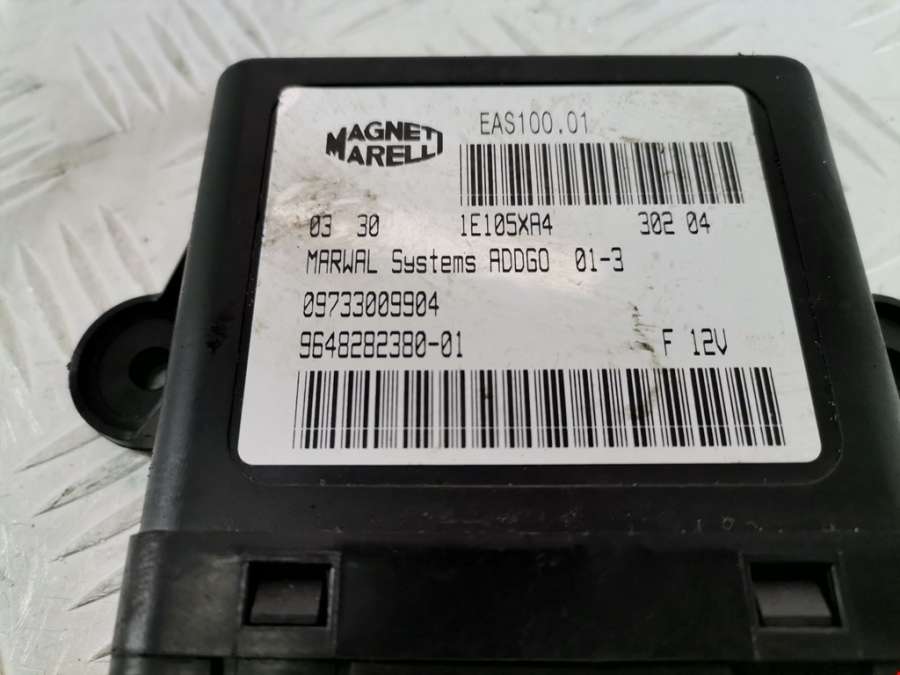 MAGNETI
MARELLI
EAS100.01
03 30 1E105XA4 302 04
MARWAL Systems ADDGO 01-3
09733009904
9648282380-01 F 12V